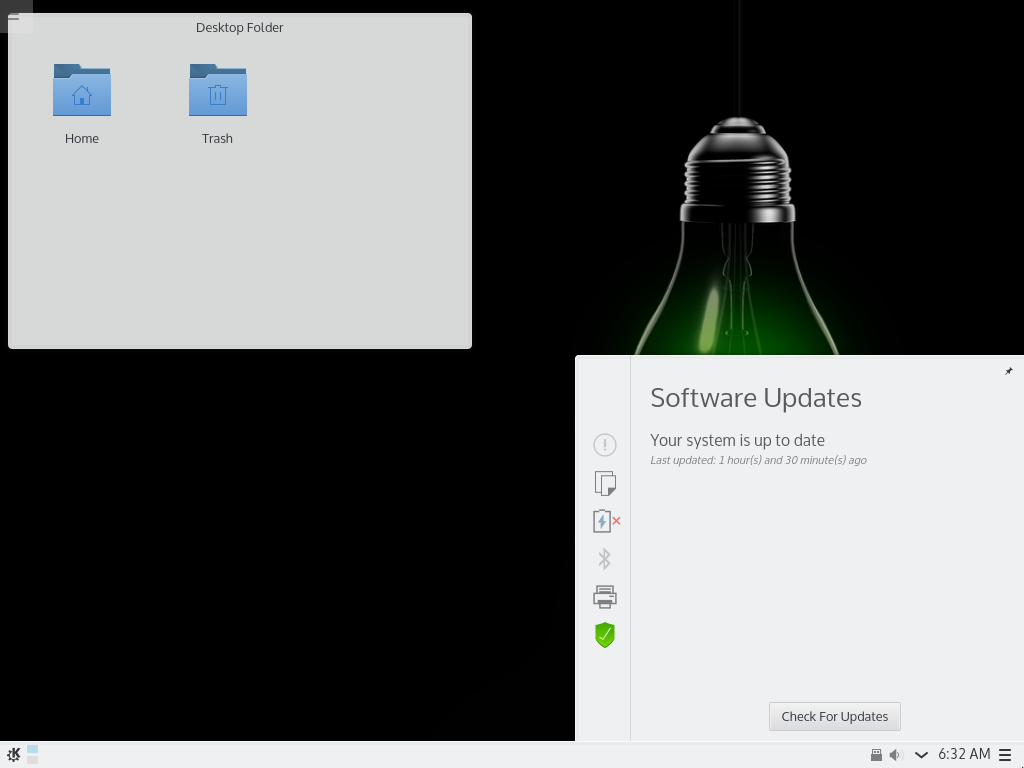 Desktop Folder
Home
Trash
Software Updates
Your system is up to date
Last updated: 1 hour(s) and 30 minute(s) ago
Check For Updates
6:32 AM